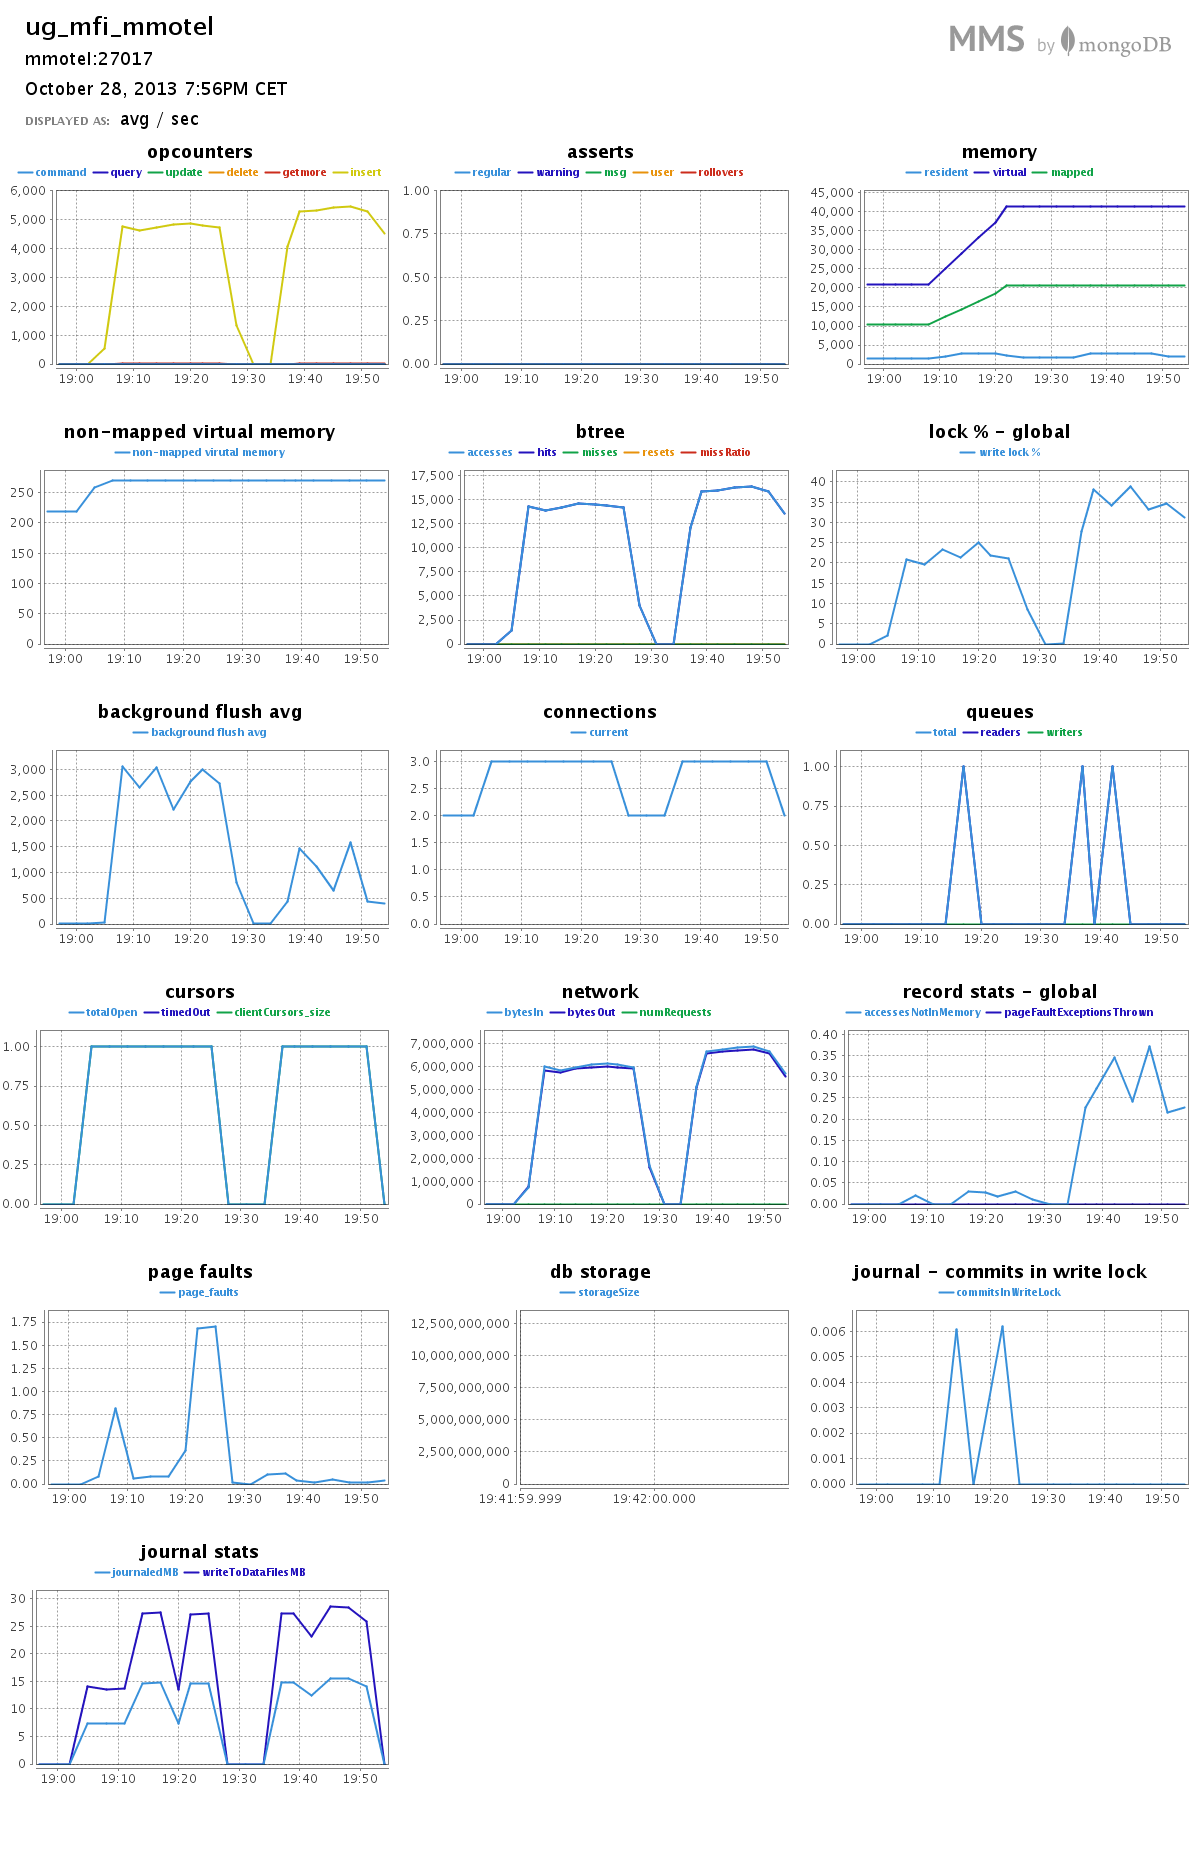 ug_mfi_mmotel
mmotel:27017
October 28, 2013 7:56PM CET
DISPLAYED AS: avg / sec
MMS by mongoDB
opcounters
command query update delete getmore insert
6,000
5,000
4,000
3,000
2,000
1,000
0
19:00 19:10 19:20 19:30 19:40 19:50
asserts
regular warning msg user rollovers
1.00
0.75
0.50
0.25
0.00
19:00 19:10 19:20 19:30 19:40 19:50
memory
resident virtual mapped
45,000
40,000
35,000
30,000
25,000
20,000
15,000
10,000
5,000
0
19:00 19:10 19:20 19:30 19:40 19:50
non-mapped virtual memory
non-mapped virutal memory
250
200
150
100
50
0
19:00 19:10 19:20 19:30 19:40 19:50
btree
accesses hits misses resets missRatio
17,500
15,000
12,500
10,000
7,500
5,000
2,500
0
19:00 19:10 19:20 19:30 19:40 19:50
lock % - global
write lock %
40
35
30
25
20
15
10
5
0
19:00 19:10 19:20 19:30 19:40 19:50
background flush avg
background flush avg
3,000
2,500
2,000
1,500
1,000
500
0
19:00 19:10 19:20 19:30 19:40 19:50
connections
current
3.0
2.5
2.0
1.5
1.0
0.5
0.0
19:00 19:10 19:20 19:30 19:40 19:50
queues
total readers writers
1.00
0.75
0.50
0.25
0.00
19:00 19:10 19:20 19:30 19:40 19:50
cursors
totalOpen timedOut clientCursors_size
1.00
0.75
0.50
0.25
0.00
19:00 19:10 19:20 19:30 19:40 19:50
network
bytesIn bytesOut numRequests
7,000,000
6,000,000
5,000,000
4,000,000
3,000,000
2,000,000
1,000,000
0
19:00 19:10 19:20 19:30 19:40 19:50
record stats - global
accessesNotInMemory pageFaultExceptionsThrown
0.40
0.35
0.30
0.25
0.20
0.15
0.10
0.05
0.00
19:00 19:10 19:20 19:30 19:40 19:50
page faults
page_faults
1.75
1.50
1.25
1.00
0.75
0.50
0.25
0.00
19:00 19:10 19:20 19:30 19:40 19:50
db storage
storageSize
12,500,000,000
10,000,000,000
7,500,000,000
5,000,000,000
2,500,000,000
0
19:41:59.999 19:42:00.000
journal - commits in write lock
commitsInWriteLock
0.006
0.005
0.004
0.003
0.002
0.001
0.000
19:00 19:10 19:20 19:30 19:40 19:50
journal stats
journaledMB writeToDataFilesMB
30
25
20
15
10
5
0
19:00 19:10 19:20 19:30 19:40 19:50